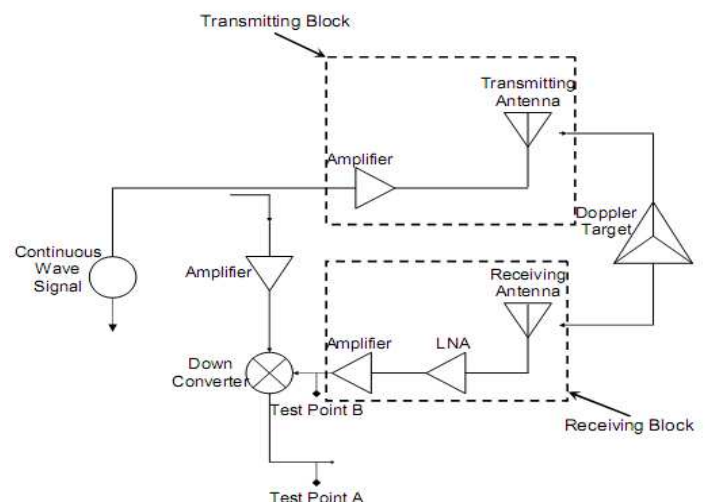 Transmitting Block
Transmitting
Antenna
Amplifier
Doppler
Target
Continuous
Wave
Signal
Amplifier
Receiving
Antenna
Amplifier
LNA
Down
Converter
Test Point B
Receiving Block
Test Point A